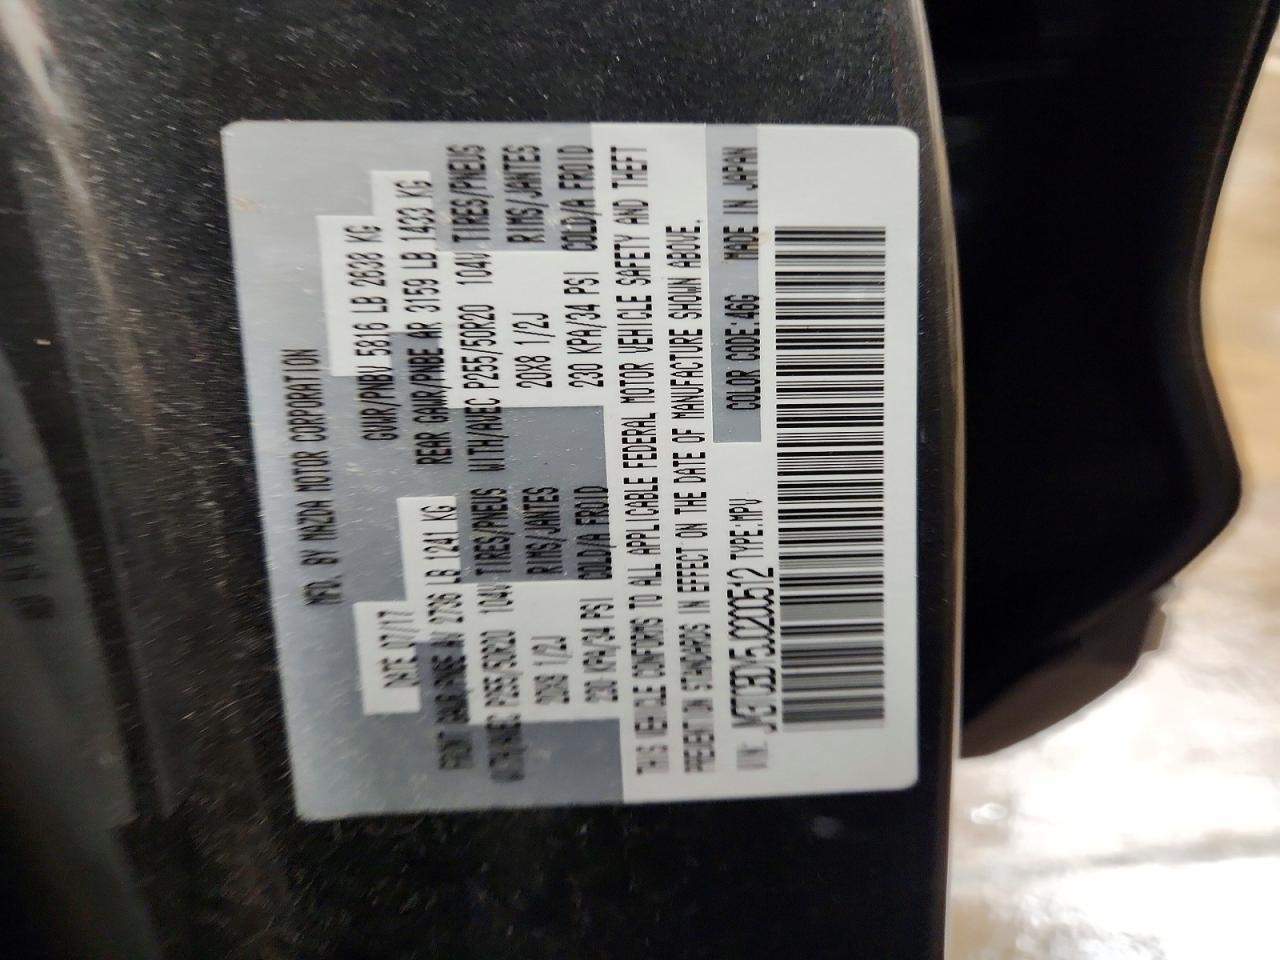 MFD. BY MAZDA MOTOR CORPORATION
DATE 07/17 GVWR/PNBV 5816 LB 2638 KG
FRONT GAWR/PNBE AV 2736 LB 1241 KG REAR GAWR/PNBE AR 3159 LB 1433 KG
WITH/AVEC P255/50R20 104V TIRES/PNEUS WITH/AVEC P255/50R20 104V TIRES/PNEUS
20X8 1/2J RIMS/JANTES 20X8 1/2J RIMS/JANTES
230 KPA/34 PSI COLD/A FROID 230 KPA/34 PSI COLD/A FROID
THIS VEHICLE CONFORMS TO ALL APPLICABLE FEDERAL MOTOR VEHICLE SAFETY AND THEFT
PREVENTION STANDARDS IN EFFECT ON THE DATE OF MANUFACTURE SHOWN ABOVE.
VIN: TYPE:MPV COLOR CODE:46G MADE IN JAPAN